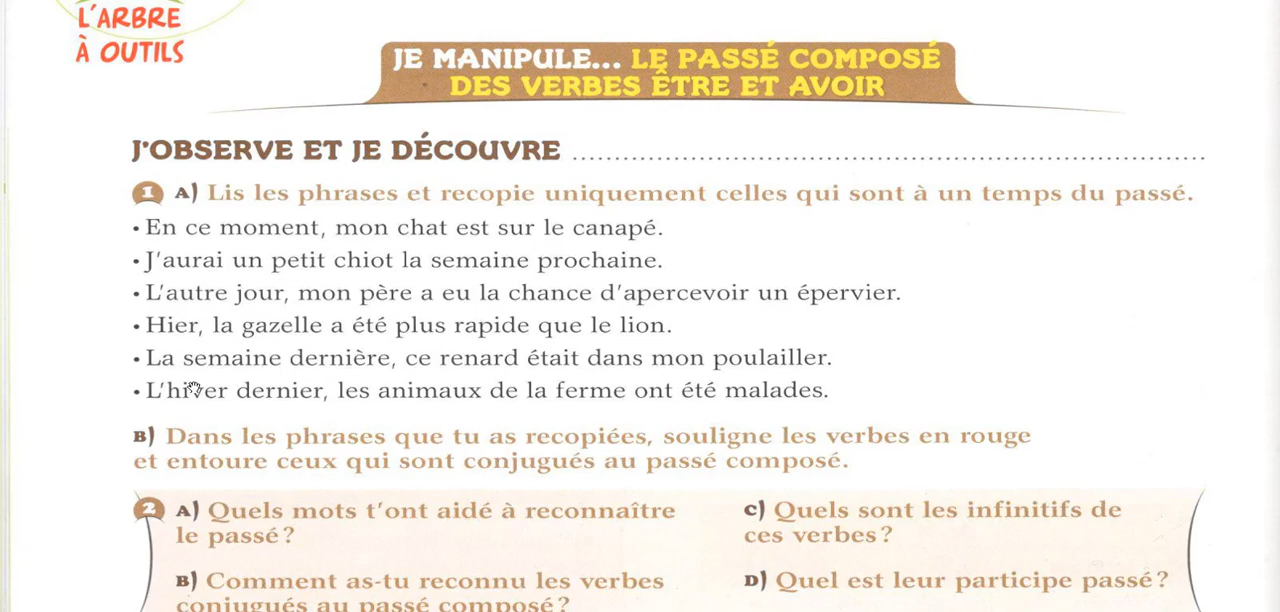 L'ARBRE
À OUTILS
JE MANIPULE... LE PASSÉ COMPOSÉ
DES VERBES ÊTRE ET AVOIR
J'OBSERVE ET JE DÉCOUVRE ................................................................................
1 A) Lis les phrases et recopie uniquement celles qui sont à un temps du passé.
• En ce moment, mon chat est sur le canapé.
• J'aurai un petit chiot la semaine prochaine.
• L'autre jour, mon père a eu la chance d'apercevoir un épervier.
• Hier, la gazelle a été plus rapide que le lion.
• La semaine dernière, ce renard était dans mon poulailler.
• L'hiver dernier, les animaux de la ferme ont été malades.
B) Dans les phrases que tu as recopiées, souligne les verbes en rouge
et entoure ceux qui sont conjugués au passé composé.
2 A) Quels mots t'ont aidé à reconnaître
le passé ?
B) Comment as-tu reconnu les verbes
conjugués au passé composé ?
C) Quels sont les infinitifs de
ces verbes ?
D) Quel est leur participe passé ?